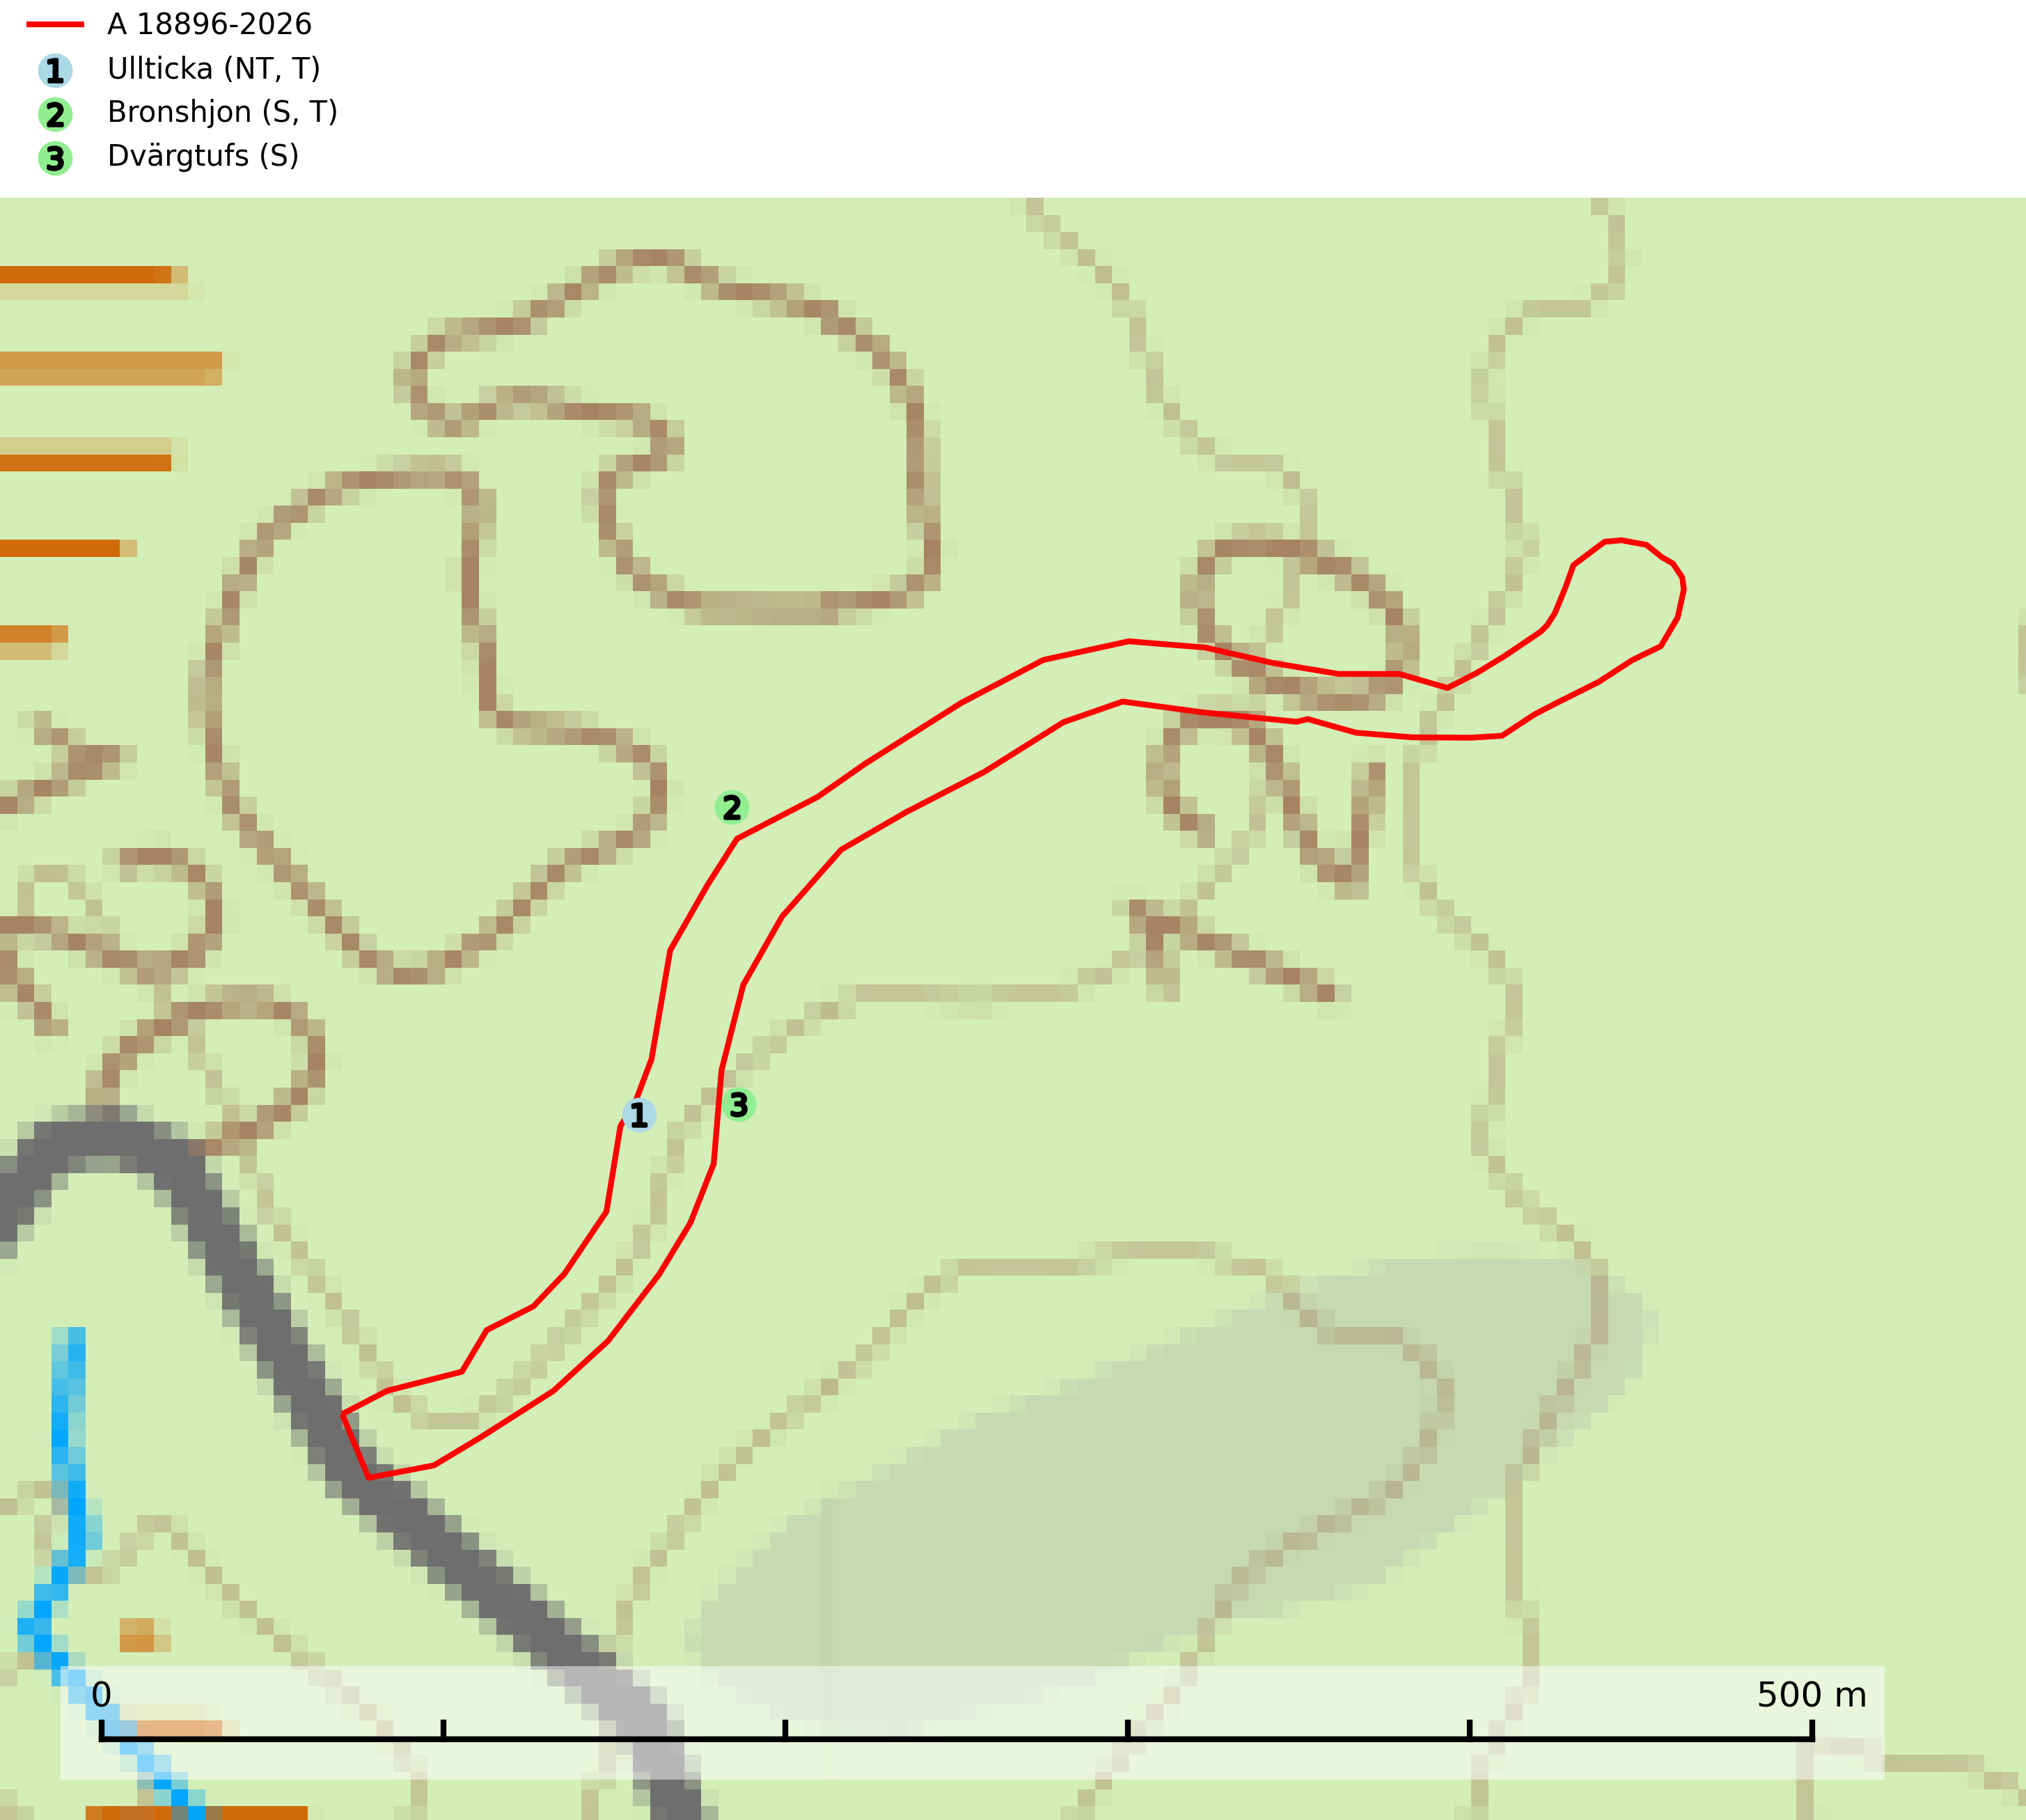 A 18896-2026
1 Ullticka (NT, T)
2 Bronshjon (S, T)
3 Dvärgtufs (S)
2
1
3
0 500 m